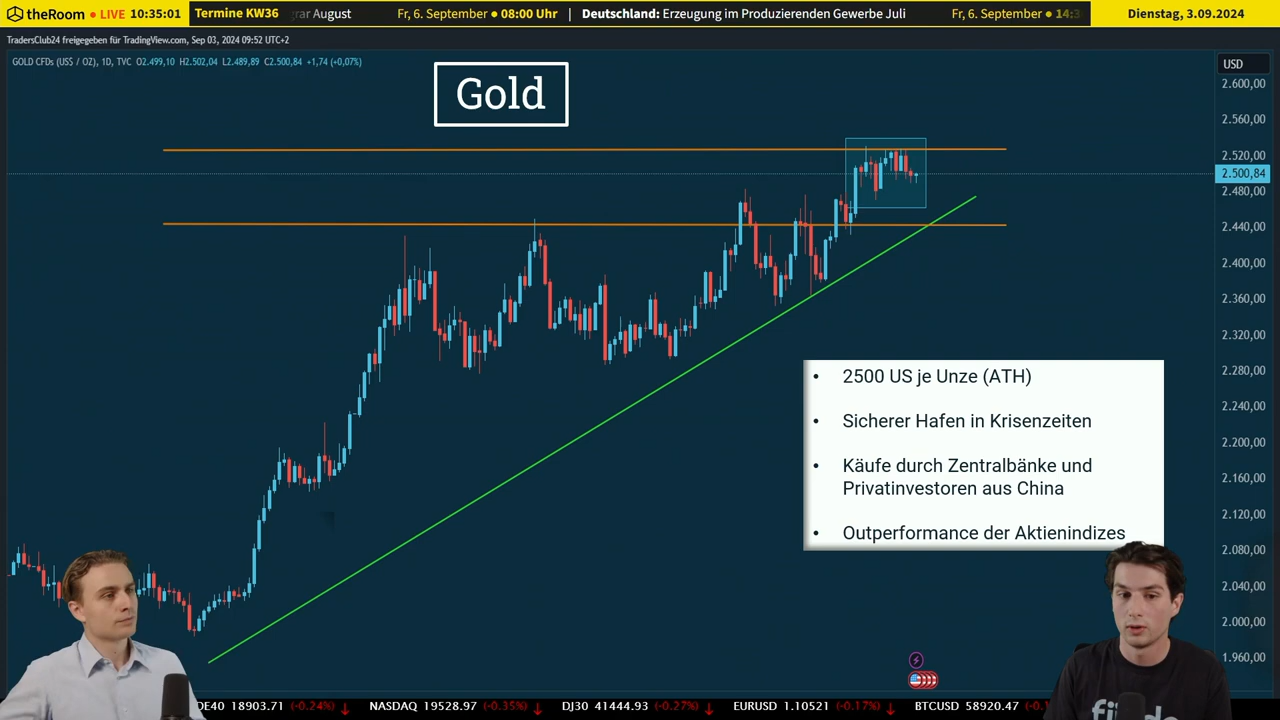 theRoom • LIVE 10:35:01
Termine KW36
rar August
Fr, 6. September • 08:00 Uhr | Deutschland: Erzeugung im Produzierenden Gewerbe Juli
Fr, 6. September • 14:3
Dienstag, 3.09.2024
TradersClub24 freigegeben für TradingView.com, Sep 03, 2024 09:52 UTC+2
GOLD CFDs (US$ / OZ), 1D, TVC O2.499,10 H2.502,04 L2.489,89 C2.500,84 +1,74 (+0,07%)
Gold
USD
2.600,00
2.560,00
2.520,00
2.500,84
2.480,00
2.440,00
2.400,00
2.360,00
2.320,00
2.280,00
2.240,00
2.200,00
2.160,00
2.120,00
2.080,00
2.040,00
2.000,00
1.960,00
• 2500 US je Unze (ATH)
• Sicherer Hafen in Krisenzeiten
• Käufe durch Zentralbänke und
Privatinvestoren aus China
• Outperformance der Aktienindizes
DE40 18903.71 (-0.24%) ↓ NASDAQ 19528.97 (-0.35%) ↓ DJ30 41444.93 (-0.27%) ↓ EURUSD 1.10521 (-0.17%) ↓ BTCUSD 58920.47 (-0.1